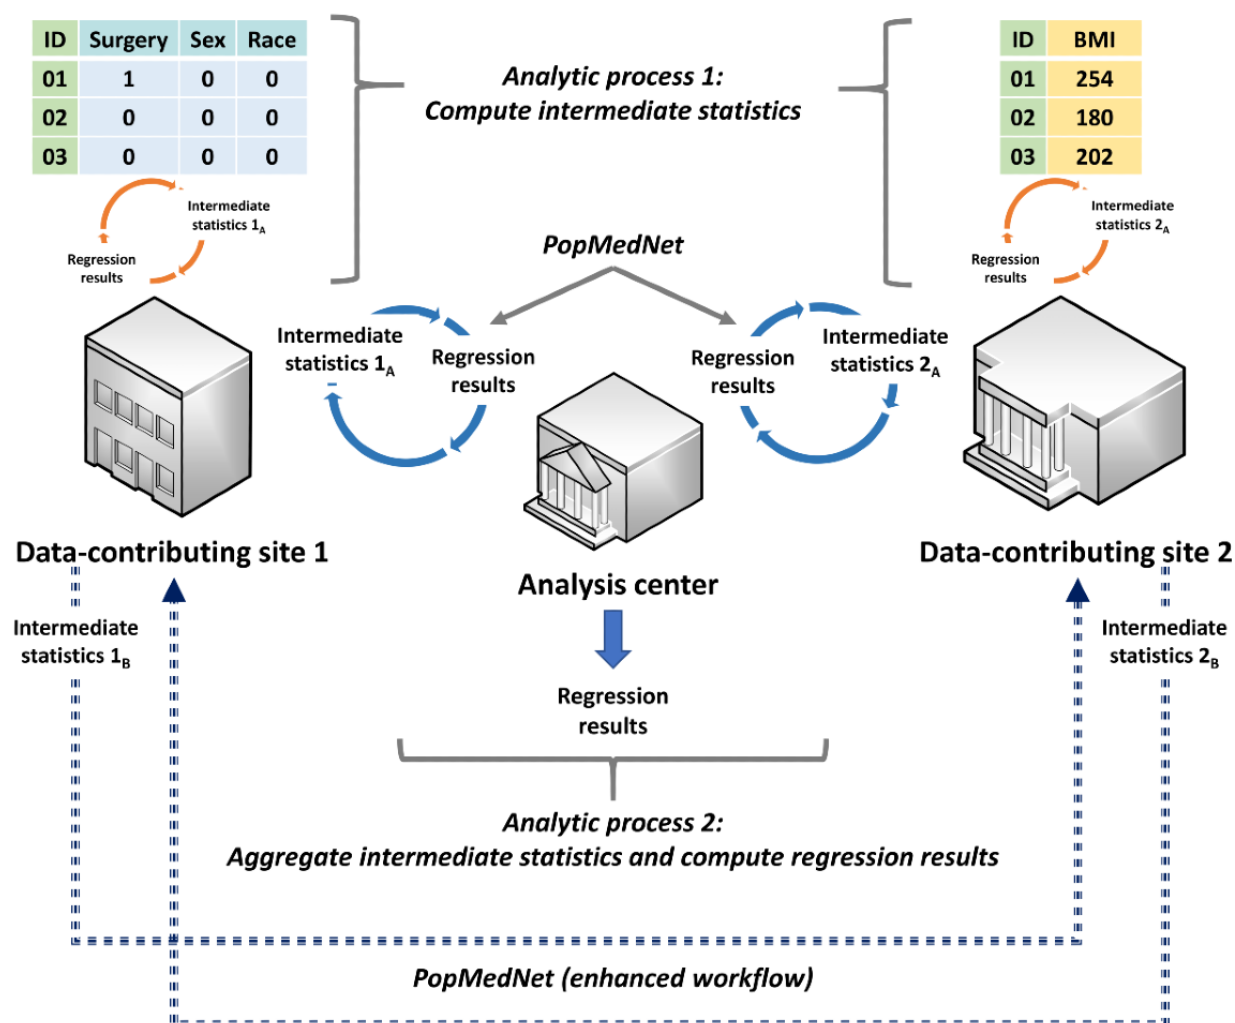 ID Surgery Sex Race
01 1 0 0
02 0 0 0
03 0 0 0
Analytic process 1:
Compute intermediate statistics
ID BMI
01 254
02 180
03 202
Intermediate
statistics 1A
Regression
results
PopMedNet
Intermediate
statistics 2A
Regression
results
Intermediate
statistics 1A
Regression
results
Regression
results
Intermediate
statistics 2A
Data-contributing site 1
Analysis center
Data-contributing site 2
Intermediate
statistics 1B
Intermediate
statistics 2B
Regression
results
Analytic process 2:
Aggregate intermediate statistics and compute regression results
PopMedNet (enhanced workflow)